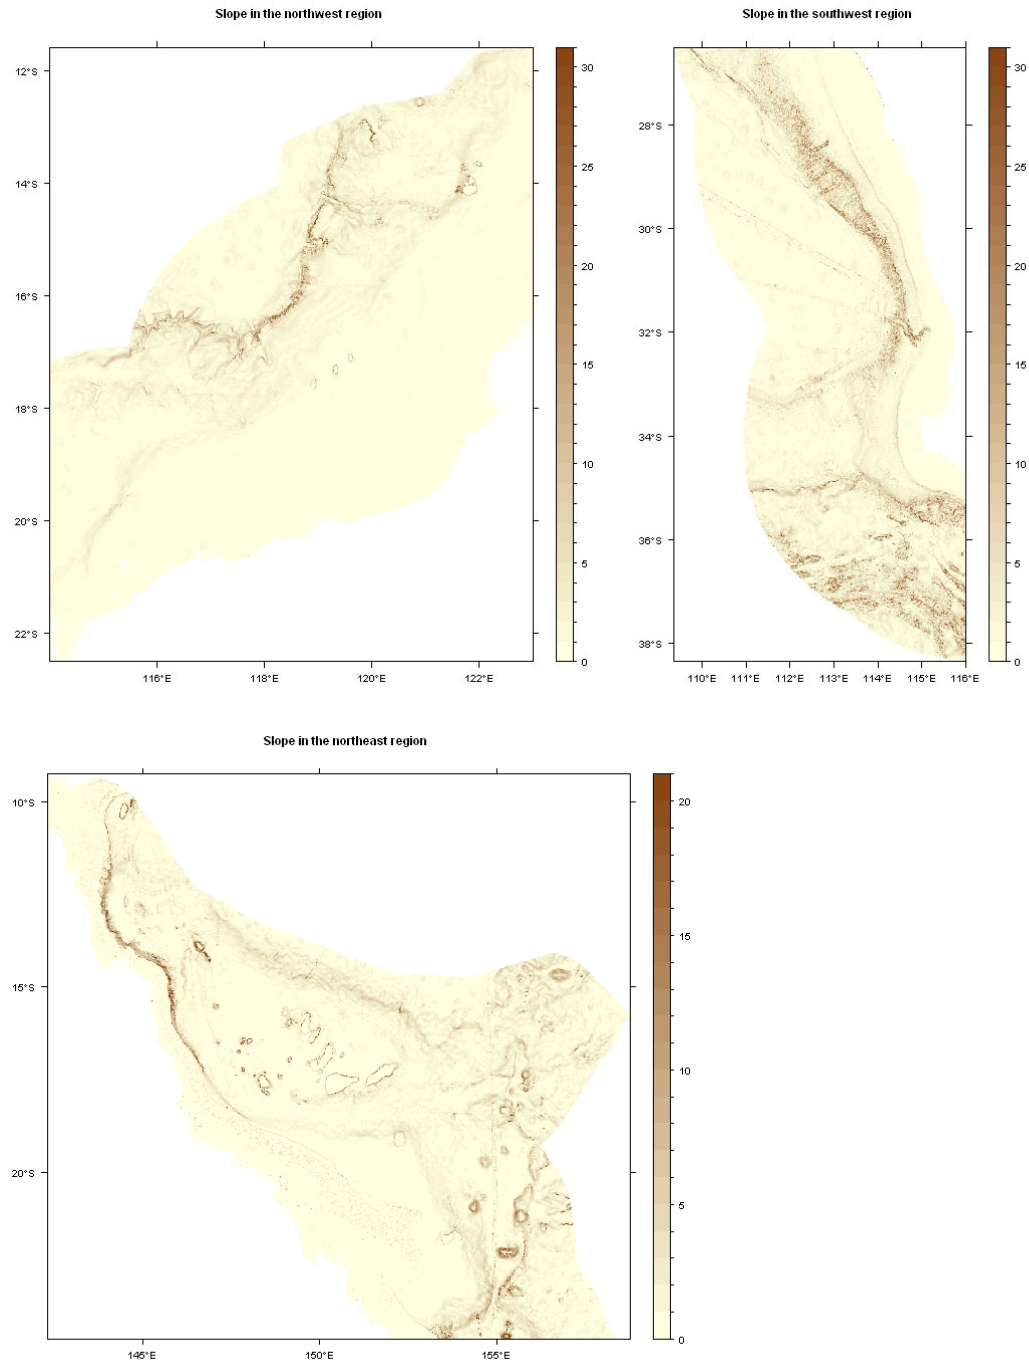 Slope in the northwest region
Slope in the southwest region
12°S
14°S
16°S
18°S
20°S
22°S
116°E 118°E 120°E 122°E
30
25
20
15
10
5
0
28°S
30°S
32°S
34°S
36°S
38°S
110°E 111°E 112°E 113°E 114°E 115°E 116°E
30
25
20
15
10
5
0
Slope in the northeast region
10°S
15°S
20°S
145°E 150°E 155°E
20
15
10
5
0